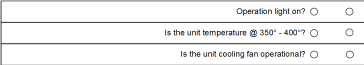 Operation light on?
Is the unit temperature @ 350° - 400°?
Is the unit cooling fan operational?